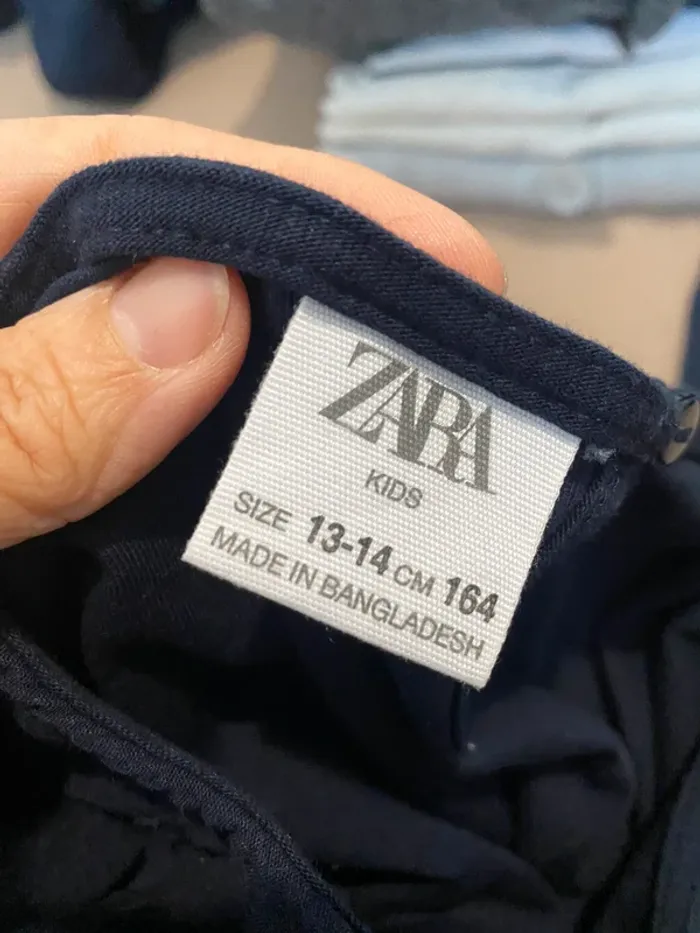 ZARA
KIDS
SIZE 13-14 CM 164
MADE IN BANGLADESH